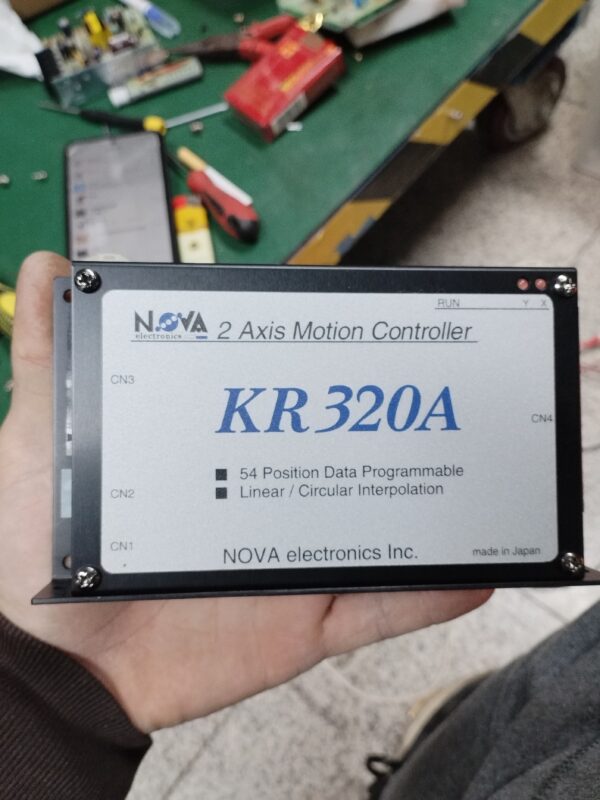 RUN Y X
NOVA electronics 2 Axis Motion Controller
CN3
KR320A
CN4
■ 54 Position Data Programmable
■ Linear / Circular Interpolation
CN2
CN1
NOVA electronics Inc.
made in Japan